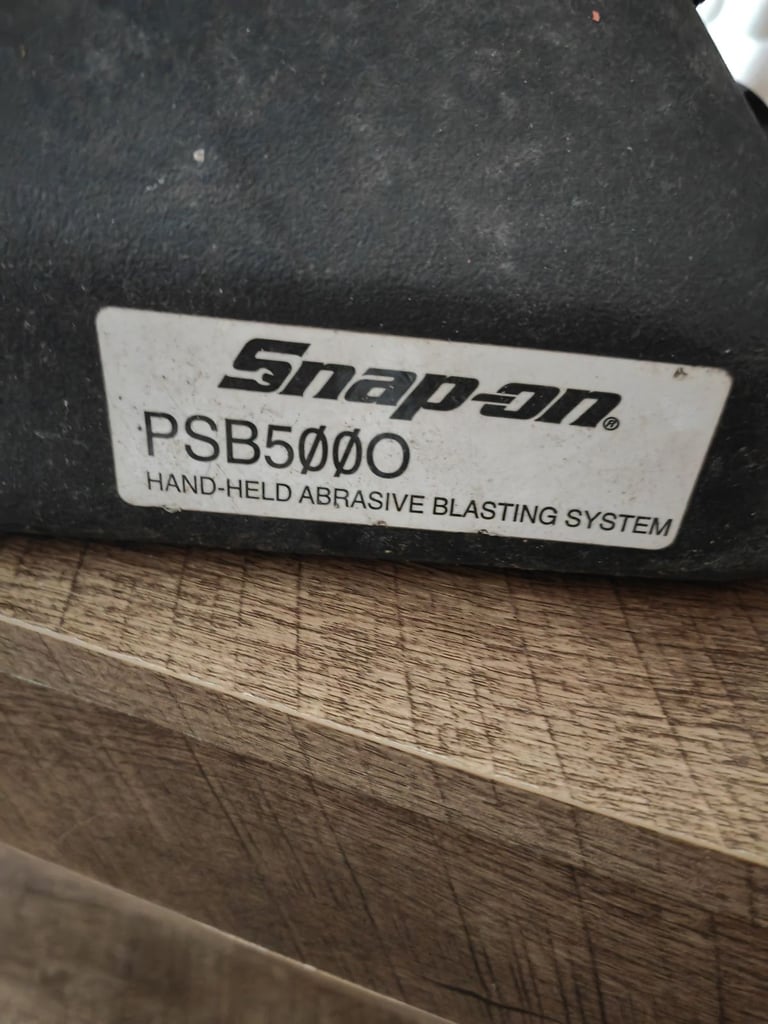 Snap-on®
PSB5ØØO
HAND-HELD ABRASIVE BLASTING SYSTEM